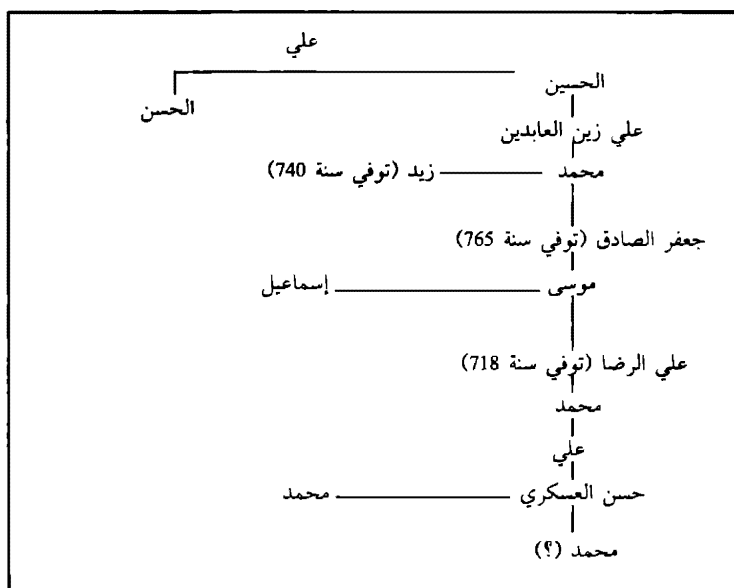 علي
الحسين
الحسن
علي زين العابدين
محمد زيد (توفي سنة 740)
جعفر الصادق (توفي سنة 765)
موسى إسماعيل
علي الرضا (توفي سنة 718)
محمد
علي
حسن العسكري محمد
محمد (؟)